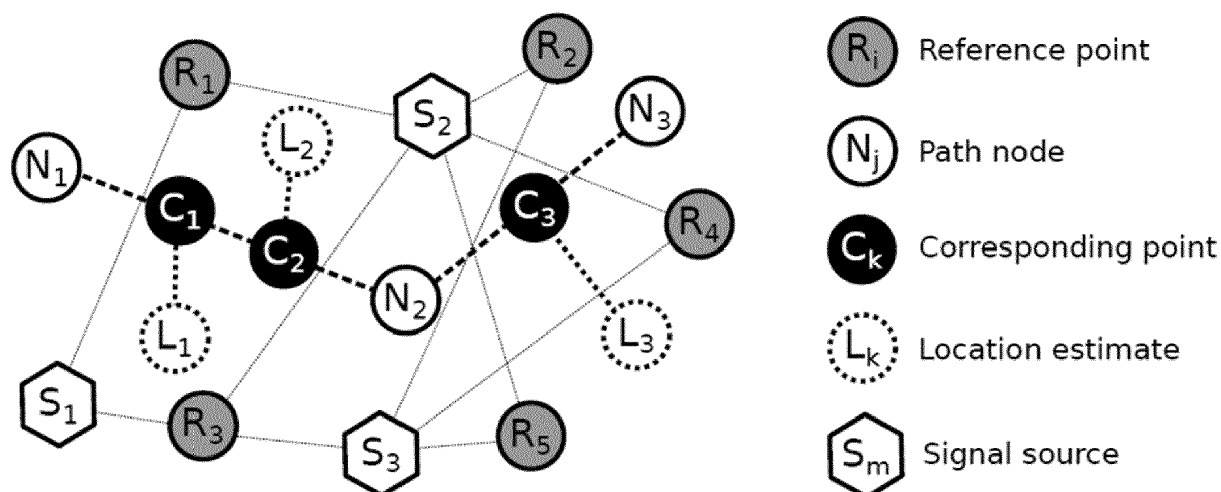 R1
R2
S2
N3
L2
N1
C1
C2
C3
R4
N2
L1
L3
S1
R3
S3
R5
Ri Reference point
Nj Path node
Ck Corresponding point
Lk Location estimate
Sm Signal source